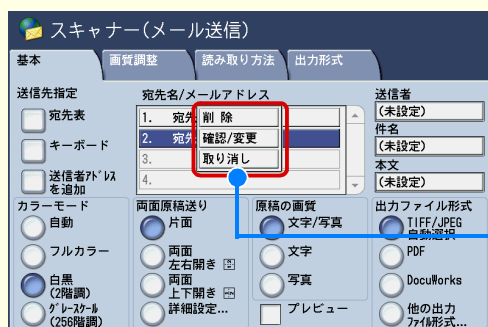 スキャナー(メール送信)
基本 画質調整 読み取り方法 出力形式
送信先指定
宛先表
キーボード
送信者ｱﾄﾞﾚｽ
を追加
宛先名/メールアドレス
1. 宛先
2. 宛先
3.
4.
削 除
確認/変更
取り消し
送信者
(未設定)
件名
(未設定)
本文
(未設定)
カラーモード
自動
フルカラー
白黒
(2階調)
ｸﾞﾚｰｽｹｰﾙ
(256階調)
両面原稿送り
片面
両面
左右開き
両面
上下開き
詳細設定...
原稿の画質
文字/写真
文字
写真
プレビュー
出力ファイル形式
TIFF/JPEG
自動選択
PDF
DocuWorks
他の出力
ﾌｧｲﾙ形式...